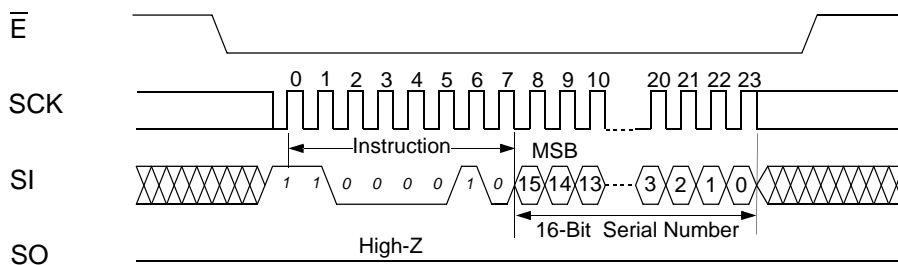 E
0 1 2 3 4 5 6 7 8 9 10 20 21 22 23
SCK
Instruction MSB
SI 1 1 0 0 0 0 1 0 15 14 13 3 2 1 0
16-Bit Serial Number
High-Z
SO